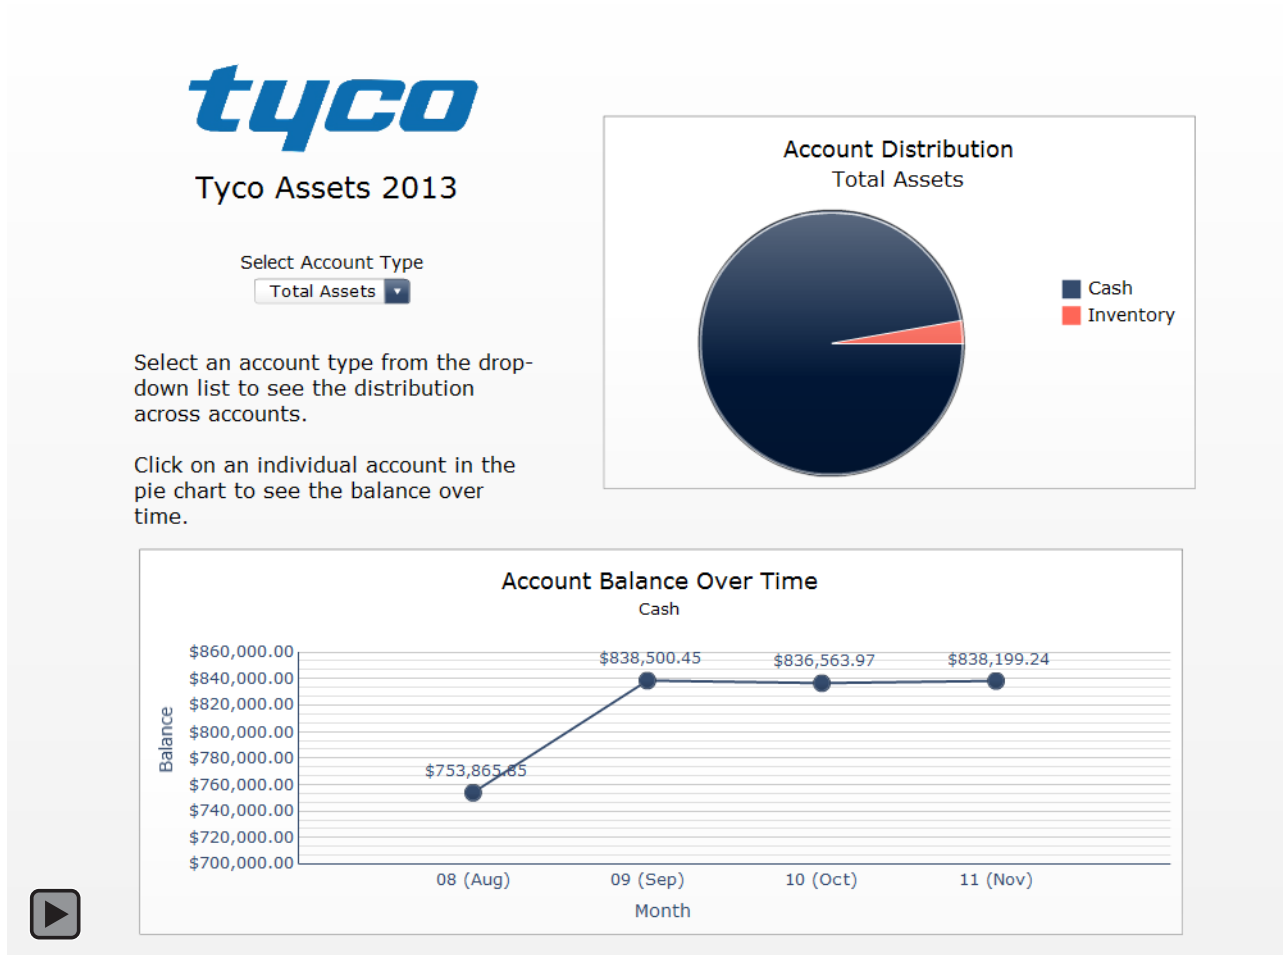 tyco
Tyco Assets 2013
Select Account Type
Total Assets
Select an account type from the drop-
down list to see the distribution
across accounts.
Click on an individual account in the
pie chart to see the balance over
time.
Account Distribution
Total Assets
Cash
Inventory
Account Balance Over Time
Cash
Balance
$860,000.00
$840,000.00
$820,000.00
$800,000.00
$780,000.00
$760,000.00
$740,000.00
$720,000.00
$700,000.00
$753,865.85
$838,500.45
$836,563.97
$838,199.24
08 (Aug)
09 (Sep)
10 (Oct)
11 (Nov)
Month